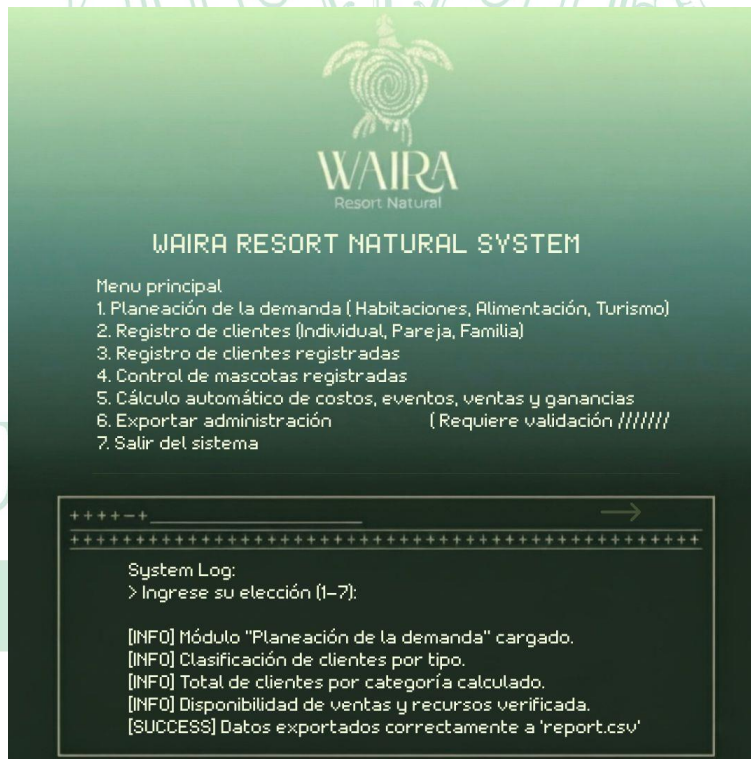 WAIRA
Resort Natural
WAIRA RESORT NATURAL SYSTEM
Menu principal
1. Planeación de la demanda ( Habitaciones, Alimentación, Turismo)
2. Registro de clientes (Individual, Pareja, Familia)
3. Registro de clientes registradas
4. Control de mascotas registradas
5. Cálculo automático de costos, eventos, ventas y ganancias
6. Exportar administración ( Requiere validación ///////
7. Salir del sistema
++++−+____________________ →
++++++++++++++++++++++++++++++++++++++++++++++++
System Log:
> Ingrese su elección (1–7):
[INFO] Módulo "Planeación de la demanda" cargado.
[INFO] Clasificación de clientes por tipo.
[INFO] Total de clientes por categoría calculado.
[INFO] Disponibilidad de ventas y recursos verificada.
[SUCCESS] Datos exportados correctamente a 'report.csv'